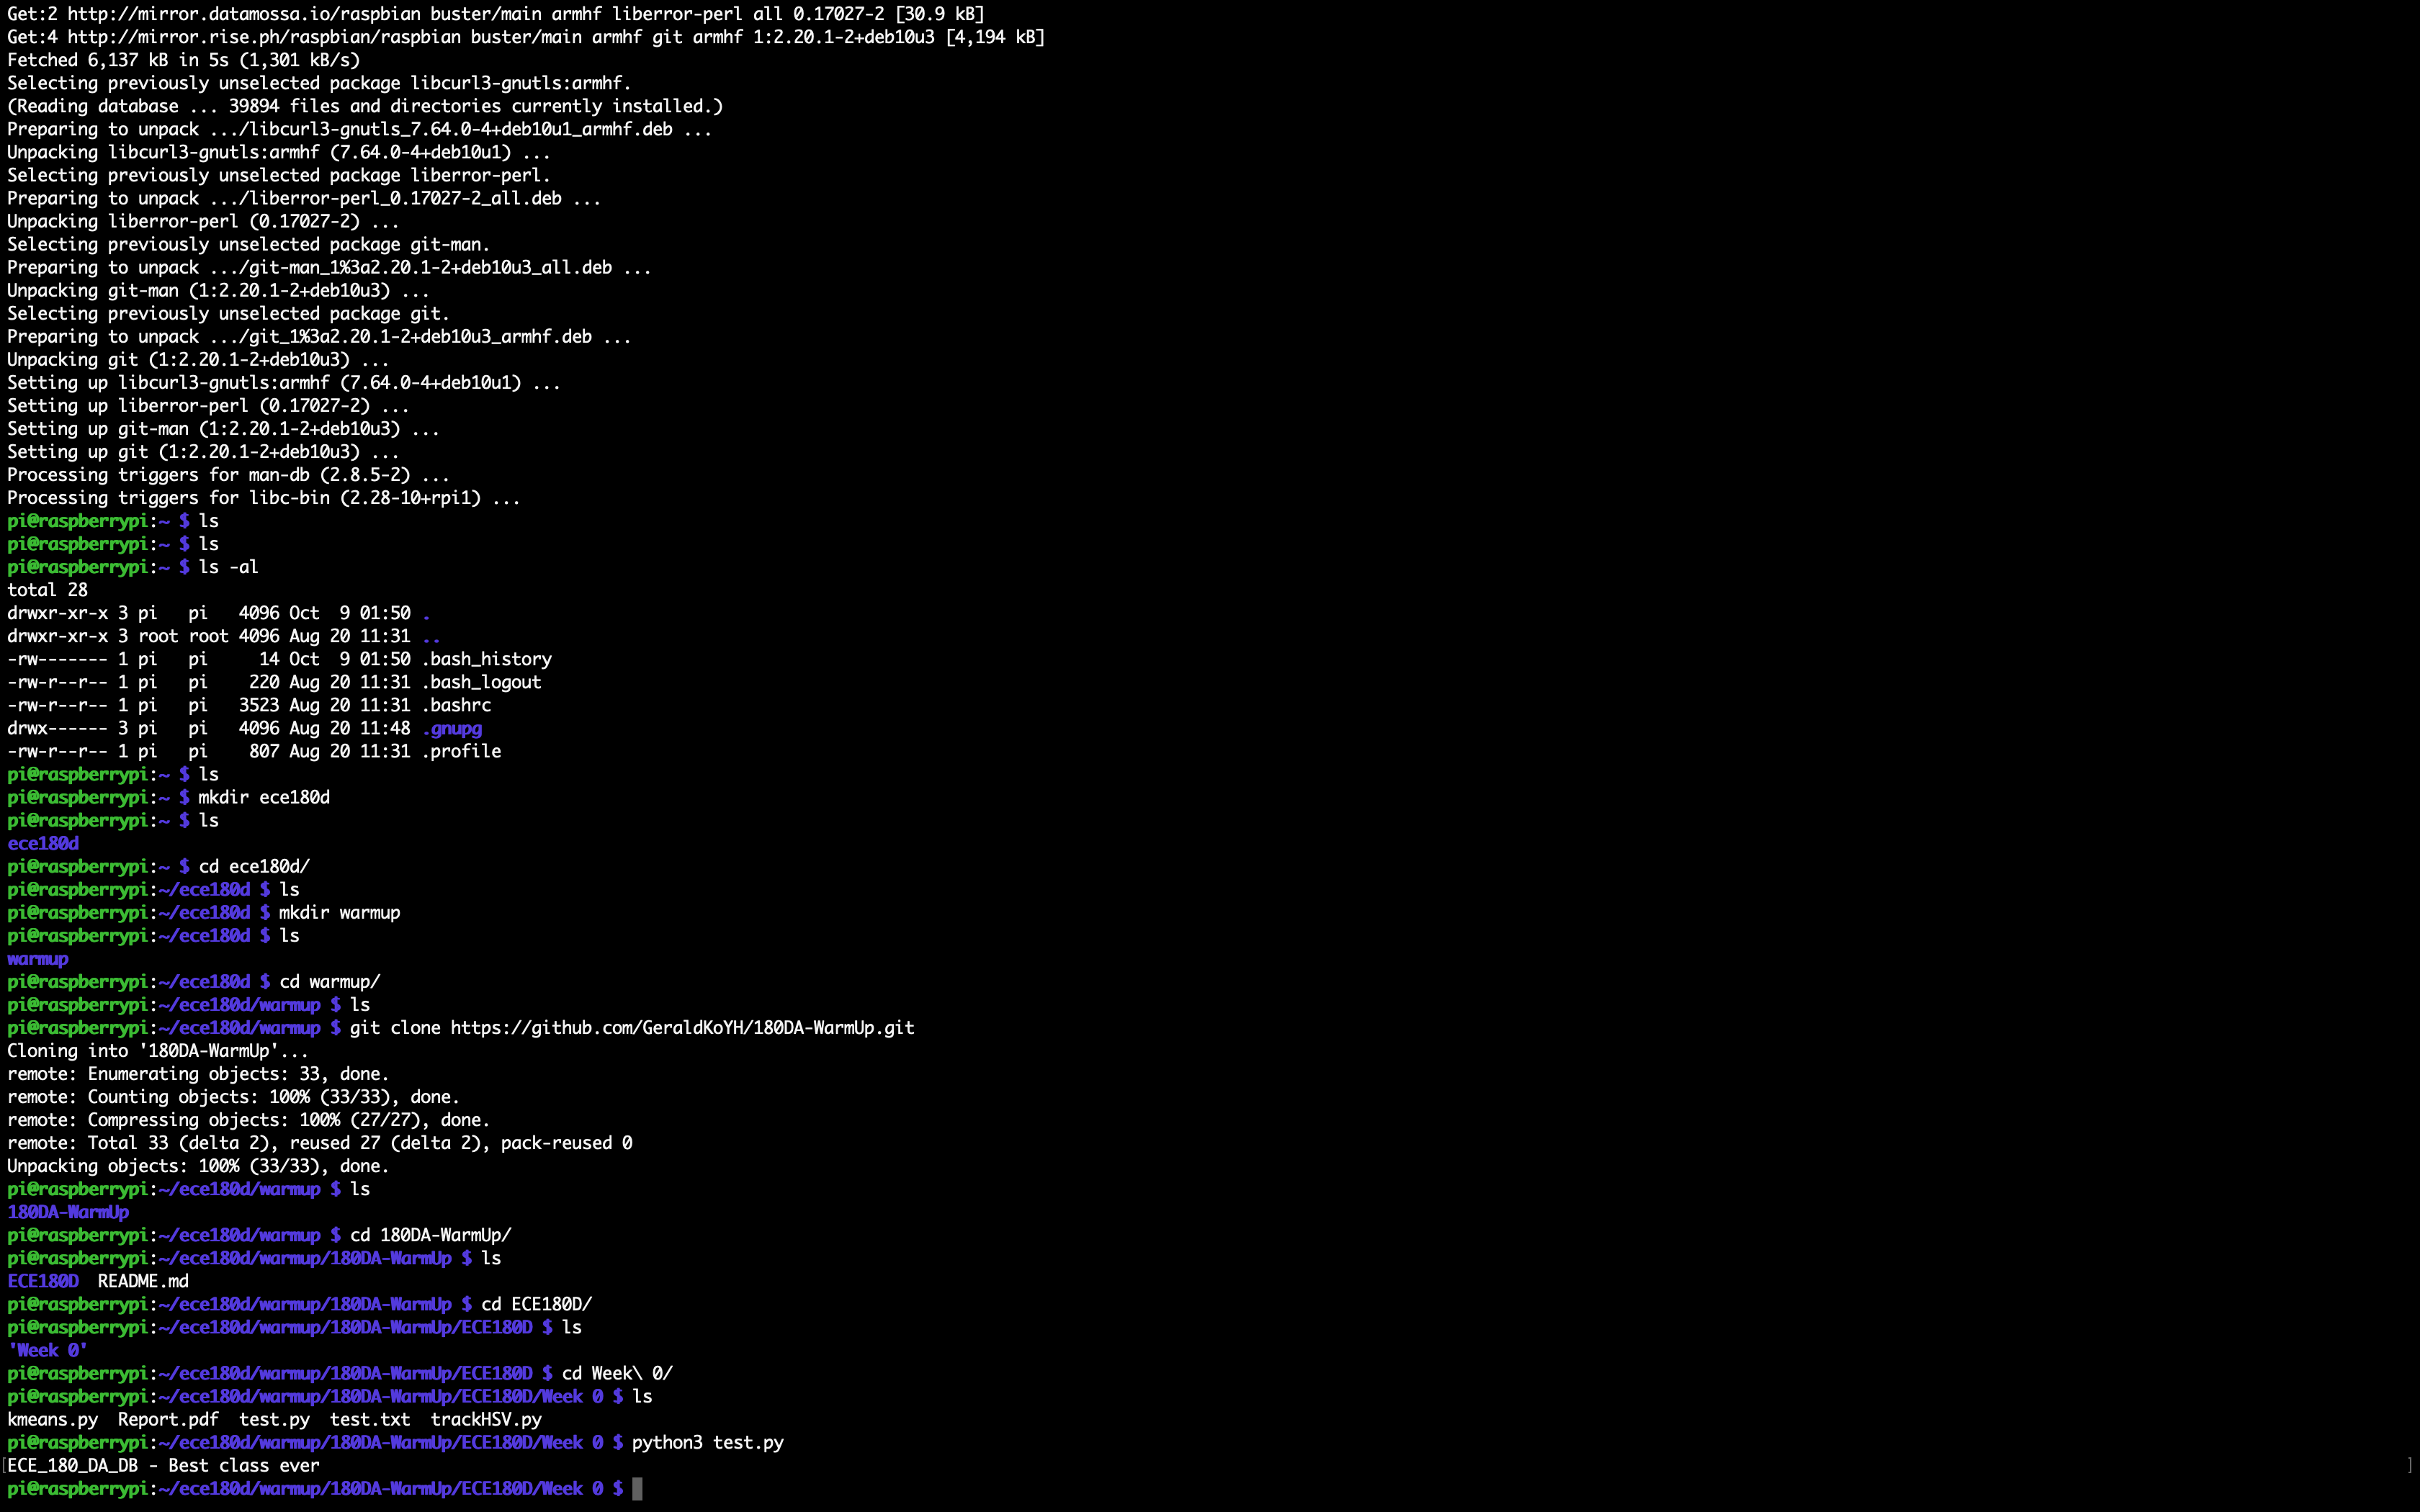 Get:2 http://mirror.datamossa.io/raspbian buster/main armhf liberror-perl all 0.17027-2 [30.9 kB]
Get:4 http://mirror.rise.ph/raspbian/raspbian buster/main armhf git armhf 1:2.20.1-2+deb10u3 [4,194 kB]
Fetched 6,137 kB in 5s (1,301 kB/s)
Selecting previously unselected package libcurl3-gnutls:armhf.
(Reading database ... 39894 files and directories currently installed.)
Preparing to unpack .../libcurl3-gnutls_7.64.0-4+deb10u1_armhf.deb ...
Unpacking libcurl3-gnutls:armhf (7.64.0-4+deb10u1) ...
Selecting previously unselected package liberror-perl.
Preparing to unpack .../liberror-perl_0.17027-2_all.deb ...
Unpacking liberror-perl (0.17027-2) ...
Selecting previously unselected package git-man.
Preparing to unpack .../git-man_1%3a2.20.1-2+deb10u3_all.deb ...
Unpacking git-man (1:2.20.1-2+deb10u3) ...
Selecting previously unselected package git.
Preparing to unpack .../git_1%3a2.20.1-2+deb10u3_armhf.deb ...
Unpacking git (1:2.20.1-2+deb10u3) ...
Setting up libcurl3-gnutls:armhf (7.64.0-4+deb10u1) ...
Setting up liberror-perl (0.17027-2) ...
Setting up git-man (1:2.20.1-2+deb10u3) ...
Setting up git (1:2.20.1-2+deb10u3) ...
Processing triggers for man-db (2.8.5-2) ...
Processing triggers for libc-bin (2.28-10+rpi1) ...
pi@raspberrypi:~ $ ls
pi@raspberrypi:~ $ ls
pi@raspberrypi:~ $ ls -al
total 28
drwxr-xr-x 3 pi   pi   4096 Oct  9 01:50 .
drwxr-xr-x 3 root root 4096 Aug 20 11:31 ..
-rw------- 1 pi   pi     14 Oct  9 01:50 .bash_history
-rw-r--r-- 1 pi   pi    220 Aug 20 11:31 .bash_logout
-rw-r--r-- 1 pi   pi   3523 Aug 20 11:31 .bashrc
drwx------ 3 pi   pi   4096 Aug 20 11:48 .gnupg
-rw-r--r-- 1 pi   pi    807 Aug 20 11:31 .profile
pi@raspberrypi:~ $ ls
pi@raspberrypi:~ $ mkdir ece180d
pi@raspberrypi:~ $ ls
ece180d
pi@raspberrypi:~ $ cd ece180d/
pi@raspberrypi:~/ece180d $ ls
pi@raspberrypi:~/ece180d $ mkdir warmup
pi@raspberrypi:~/ece180d $ ls
warmup
pi@raspberrypi:~/ece180d $ cd warmup/
pi@raspberrypi:~/ece180d/warmup $ ls
pi@raspberrypi:~/ece180d/warmup $ git clone https://github.com/GeraldKoYH/180DA-WarmUp.git
Cloning into '180DA-WarmUp'...
remote: Enumerating objects: 33, done.
remote: Counting objects: 100% (33/33), done.
remote: Compressing objects: 100% (27/27), done.
remote: Total 33 (delta 2), reused 27 (delta 2), pack-reused 0
Unpacking objects: 100% (33/33), done.
pi@raspberrypi:~/ece180d/warmup $ ls
180DA-WarmUp
pi@raspberrypi:~/ece180d/warmup $ cd 180DA-WarmUp/
pi@raspberrypi:~/ece180d/warmup/180DA-WarmUp $ ls
ECE180D  README.md
pi@raspberrypi:~/ece180d/warmup/180DA-WarmUp $ cd ECE180D/
pi@raspberrypi:~/ece180d/warmup/180DA-WarmUp/ECE180D $ ls
'Week 0'
pi@raspberrypi:~/ece180d/warmup/180DA-WarmUp/ECE180D $ cd Week\ 0/
pi@raspberrypi:~/ece180d/warmup/180DA-WarmUp/ECE180D/Week 0 $ ls
kmeans.py  Report.pdf  test.py  test.txt  trackHSV.py
pi@raspberrypi:~/ece180d/warmup/180DA-WarmUp/ECE180D/Week 0 $ python3 test.py
[ECE_180_DA_DB - Best class ever ]
pi@raspberrypi:~/ece180d/warmup/180DA-WarmUp/ECE180D/Week 0 $